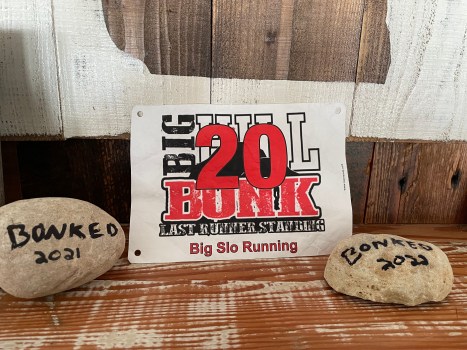 BIG
HILL
20
BONK
LAST RUNNER STANDING
Big Slo Running
BONKED
2021
BONKED
2022